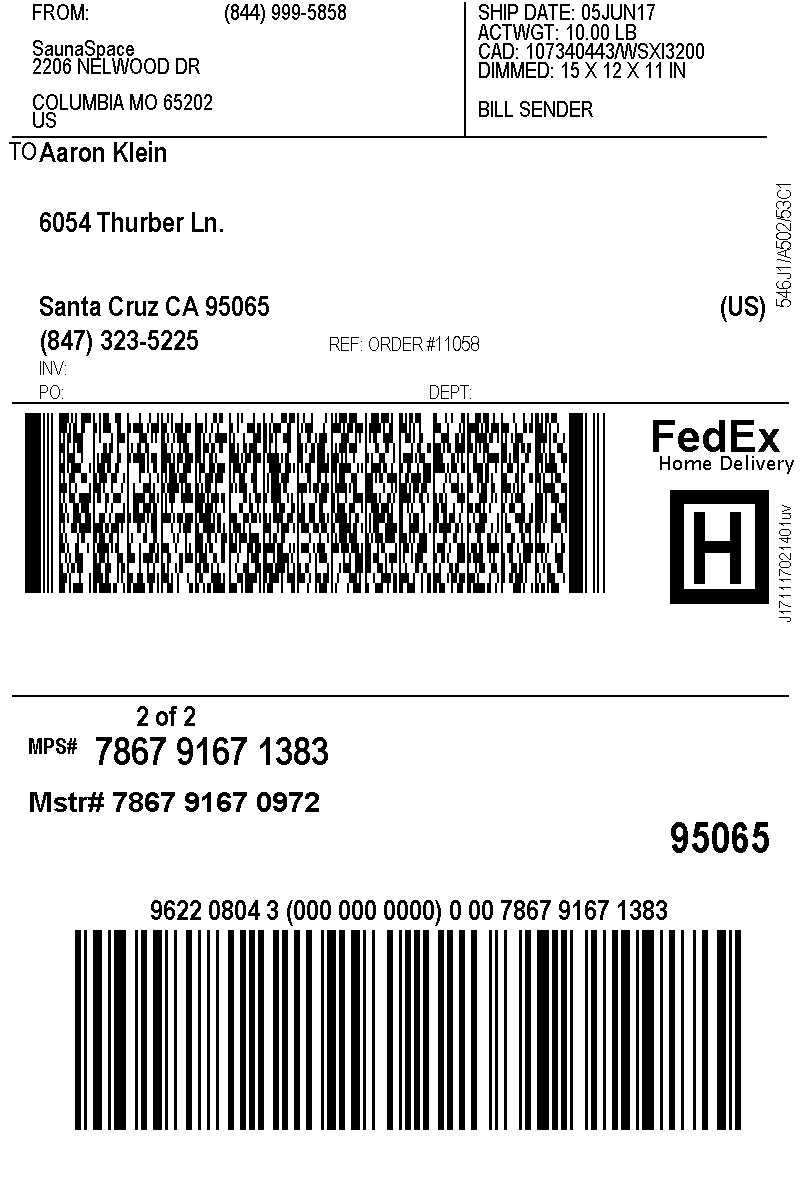 FROM: (844) 999-5858
SaunaSpace
2206 NELWOOD DR
COLUMBIA MO 65202
US
SHIP DATE: 05JUN17
ACTWGT: 10.00 LB
CAD: 107340443/WSXI3200
DIMMED: 15 X 12 X 11 IN
BILL SENDER
TO Aaron Klein
6054 Thurber Ln.
Santa Cruz CA 95065 (US)
(847) 323-5225 REF: ORDER #11058
INV:
PO: DEPT:
546J1/A502/53C1
FedEx
Home Delivery
H
J171117021401uv
2 of 2
MPS# 7867 9167 1383
Mstr# 7867 9167 0972
95065
9622 0804 3 (000 000 0000) 0 00 7867 9167 1383